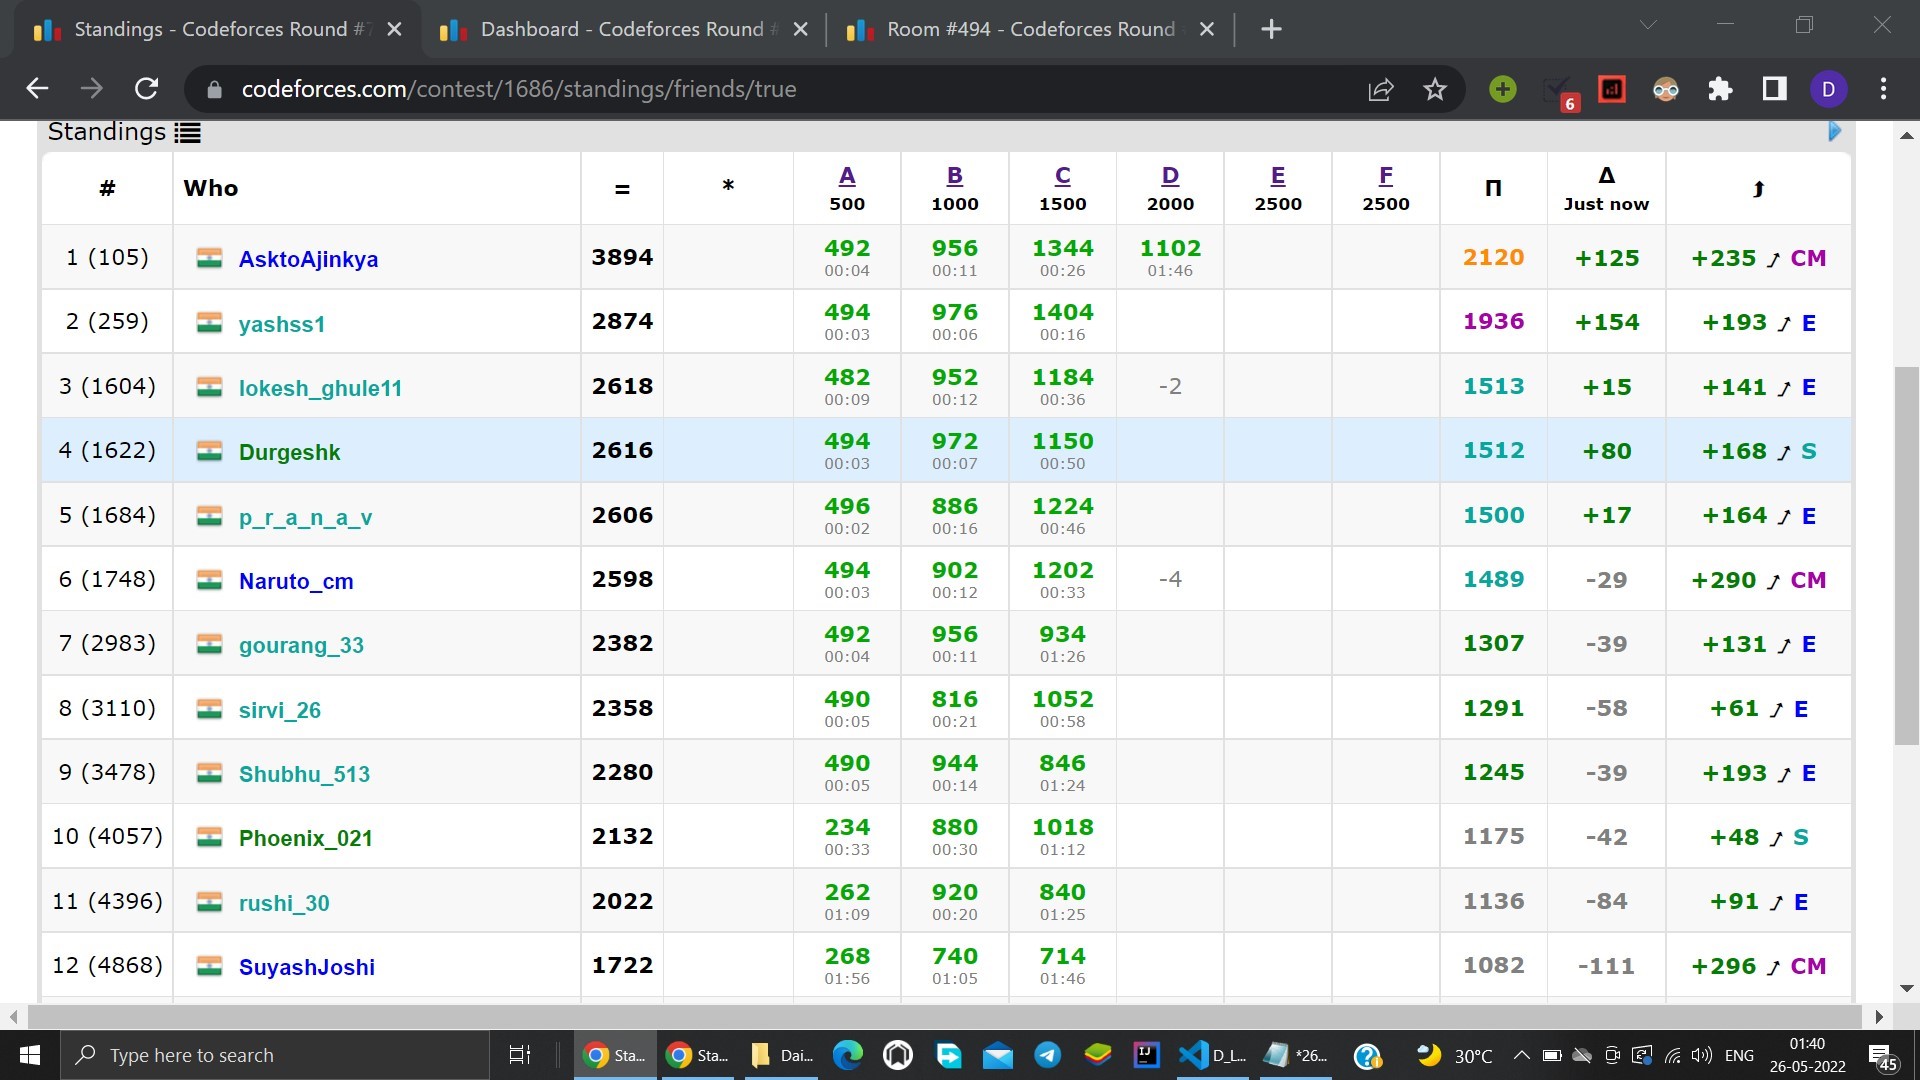 Standings - Codeforces Round #7
Dashboard - Codeforces Round #
Room #494 - Codeforces Round
codeforces.com/contest/1686/standings/friends/true
6
D
Standings
# Who = * A B C D E F Π Δ
500 1000 1500 2000 2500 2500 Just now
1 (105) AsktoAjinkya 3894 492 956 1344 1102 2120 +125 +235 CM
00:04 00:11 00:26 01:46
2 (259) yashss1 2874 494 976 1404 1936 +154 +193 E
00:03 00:06 00:16
3 (1604) lokesh_ghule11 2618 482 952 1184 -2 1513 +15 +141 E
00:09 00:12 00:36
4 (1622) Durgeshk 2616 494 972 1150 1512 +80 +168 S
00:03 00:07 00:50
5 (1684) p_r_a_n_a_v 2606 496 886 1224 1500 +17 +164 E
00:02 00:16 00:46
6 (1748) Naruto_cm 2598 494 902 1202 -4 1489 -29 +290 CM
00:03 00:12 00:33
7 (2983) gourang_33 2382 492 956 934 1307 -39 +131 E
00:04 00:11 01:26
8 (3110) sirvi_26 2358 490 816 1052 1291 -58 +61 E
00:05 00:21 00:58
9 (3478) Shubhu_513 2280 490 944 846 1245 -39 +193 E
00:05 00:14 01:24
10 (4057) Phoenix_021 2132 234 880 1018 1175 -42 +48 S
00:33 00:30 01:12
11 (4396) rushi_30 2022 262 920 840 1136 -84 +91 E
01:09 00:20 01:25
12 (4868) SuyashJoshi 1722 268 740 714 1082 -111 +296 CM
01:56 01:05 01:46
Type here to search
Sta...
Sta...
Dai...
IJ
D_L...
*26...
30°C
ENG
01:40
26-05-2022
45